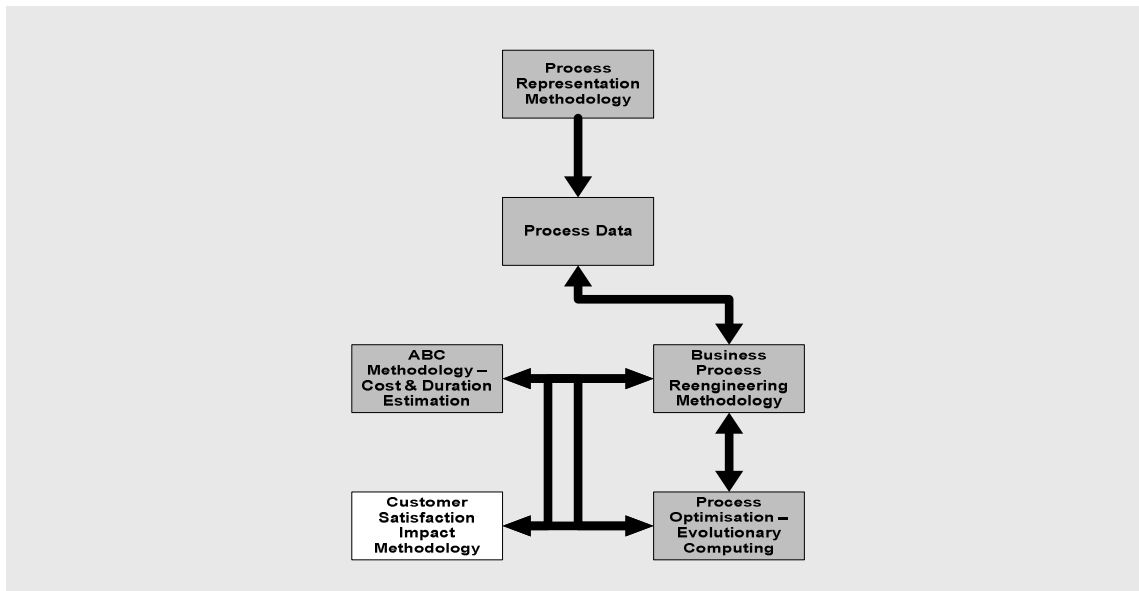 Process
Representation
Methodology
Process Data
ABC
Methodology –
Cost & Duration
Estimation
Business
Process
Reengineering
Methodology
Customer
Satisfaction
Impact
Methodology
Process
Optimisation –
Evolutionary
Computing